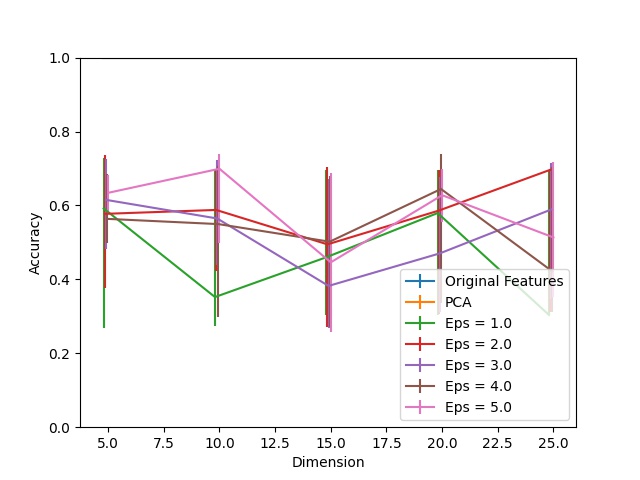 1.0
0.8
0.6
0.4
0.2
0.0
Accuracy
Original Features
PCA
Eps = 1.0
Eps = 2.0
Eps = 3.0
Eps = 4.0
Eps = 5.0
5.0 7.5 10.0 12.5 15.0 17.5 20.0 22.5 25.0
Dimension